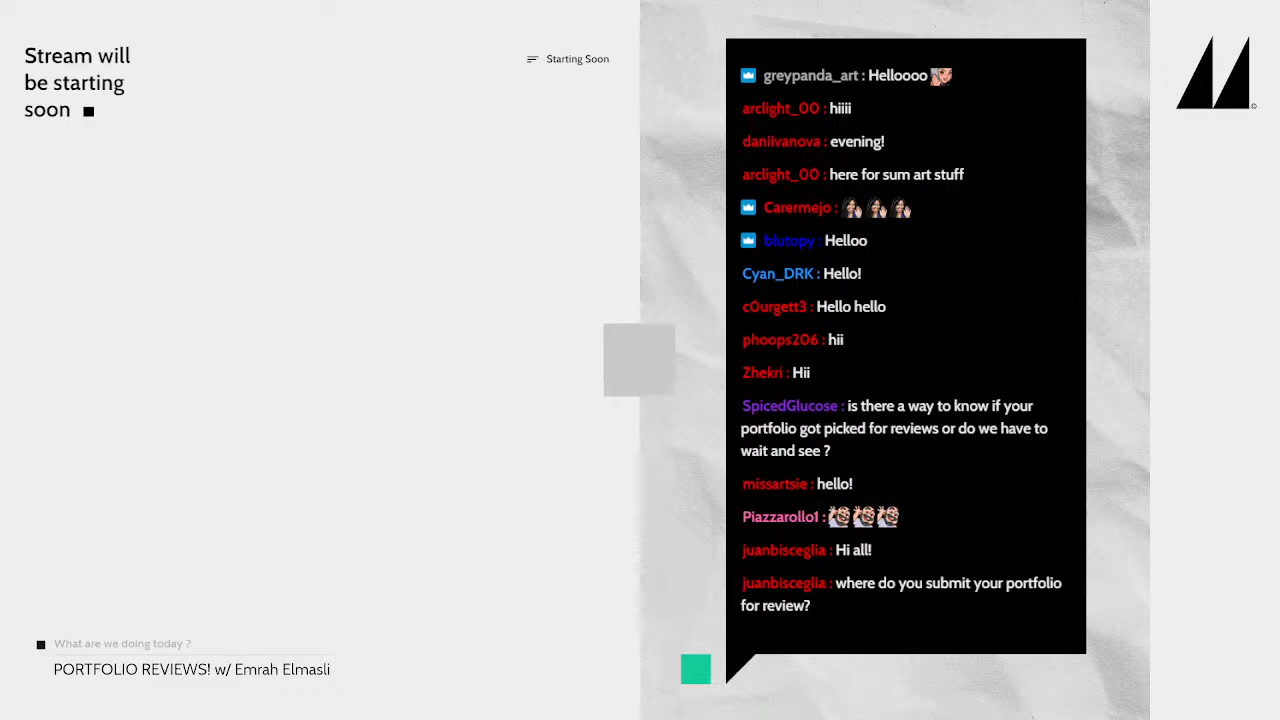 Stream will
be starting
soon
Starting Soon
greypanda_art : Helloooo
arclight_00 : hiiii
daniivanova : evening!
arclight_00 : here for sum art stuff
Carermejo :
blutopy : Helloo
Cyan_DRK : Hello!
c0urgett3 : Hello hello
phoops206 : hii
Zhekri : Hii
SpicedGlucose : is there a way to know if your
portfolio got picked for reviews or do we have to
wait and see ?
missartsie : hello!
Piazzarollo1 :
juanbisceglia : Hi all!
juanbisceglia : where do you submit your portfolio
for review?
What are we doing today ?
PORTFOLIO REVIEWS! w/ Emrah Elmasli